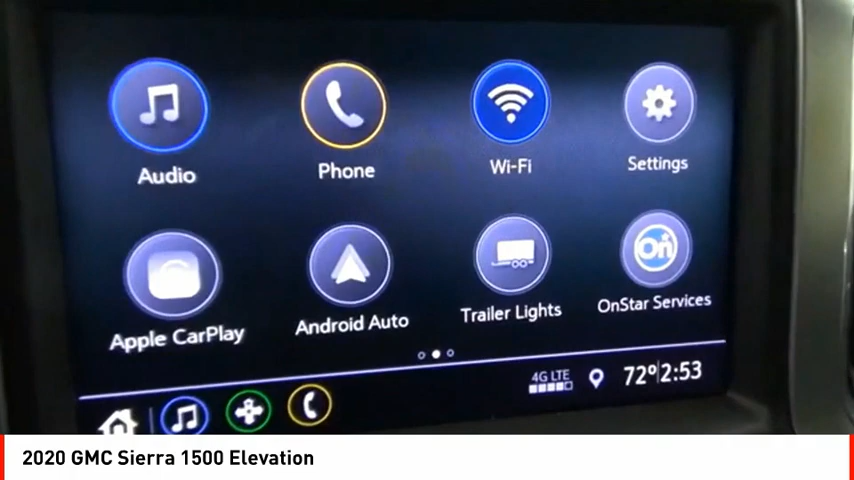 Audio Phone Wi-Fi Settings
On
Apple CarPlay Android Auto Trailer Lights OnStar Services
4G LTE
72° 2:53
2020 GMC Sierra 1500 Elevation